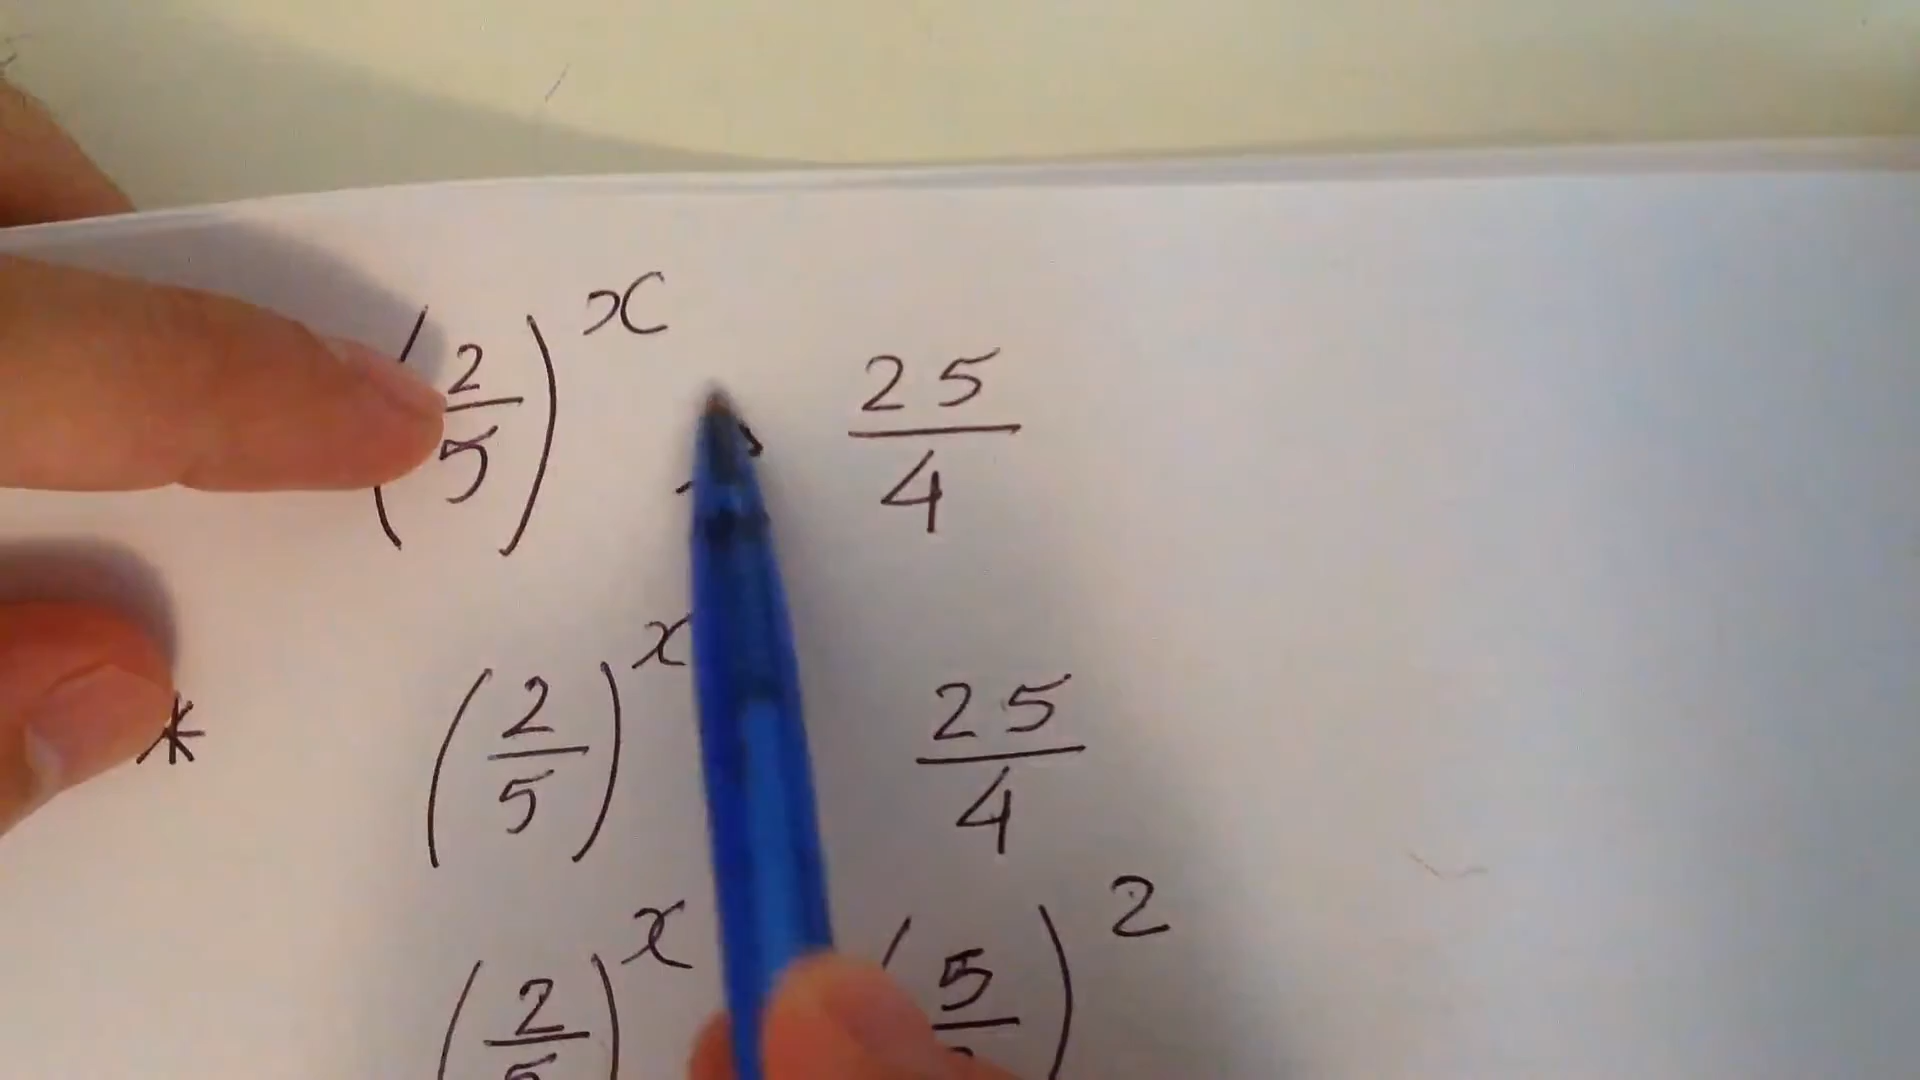 (2/5)^x 25/4
* (2/5)^x 25/4
(2/5)^x (5/ )^2